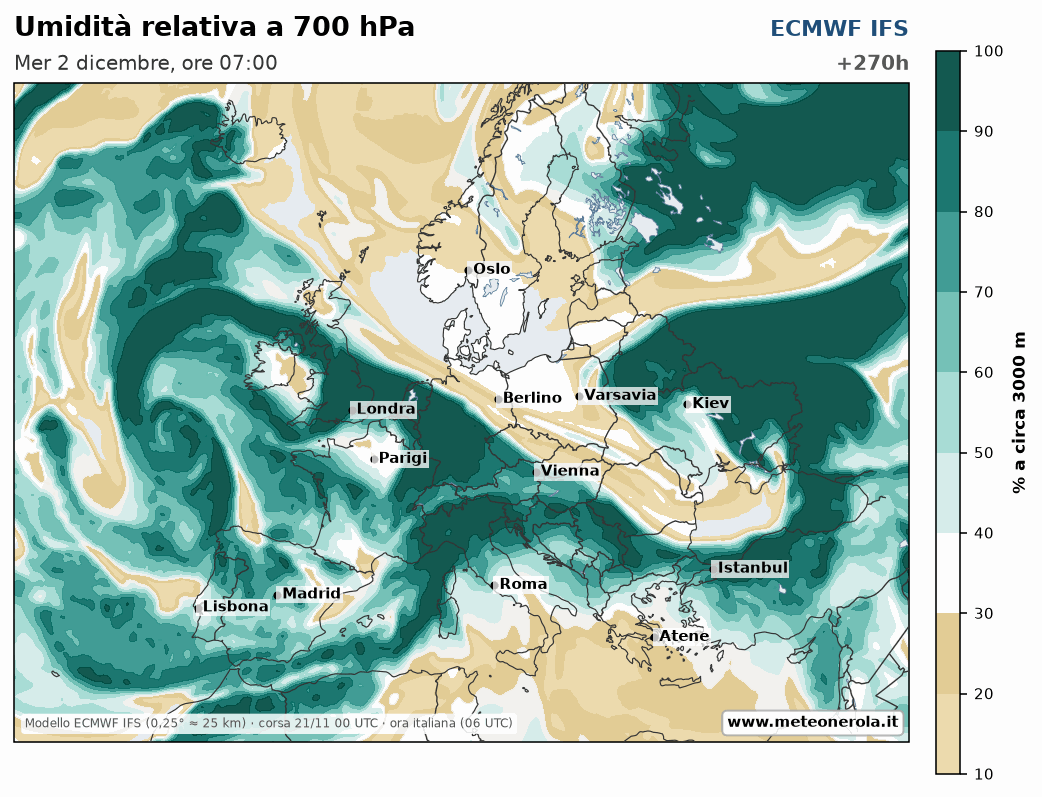 Umidità relativa a 700 hPa
ECMWF IFS
Mer 2 dicembre, ore 07:00
+270h
100
90
80
70
60
50
40
30
20
10
% a circa 3000 m
Oslo
Berlino
Varsavia
Kiev
Londra
Parigi
Vienna
Istanbul
Roma
Madrid
Lisbona
Atene
Modello ECMWF IFS (0,25° ≈ 25 km) · corsa 21/11 00 UTC · ora italiana (06 UTC)
www.meteonerola.it